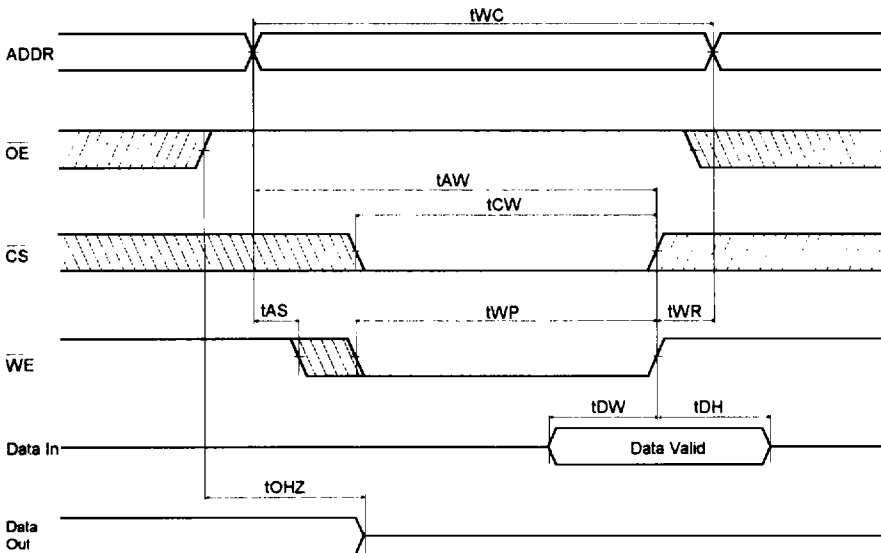 tWC
ADDR
OE
tAW
tCW
CS
tAS
tWP
tWR
WE
tDW
tDH
Data In
Data Valid
tOHZ
Data
Out